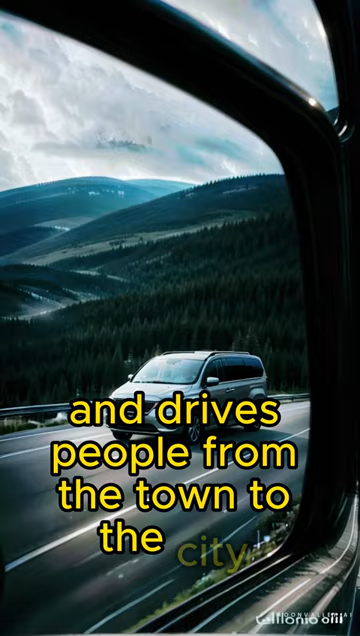 and drives
people from
the town to
the city